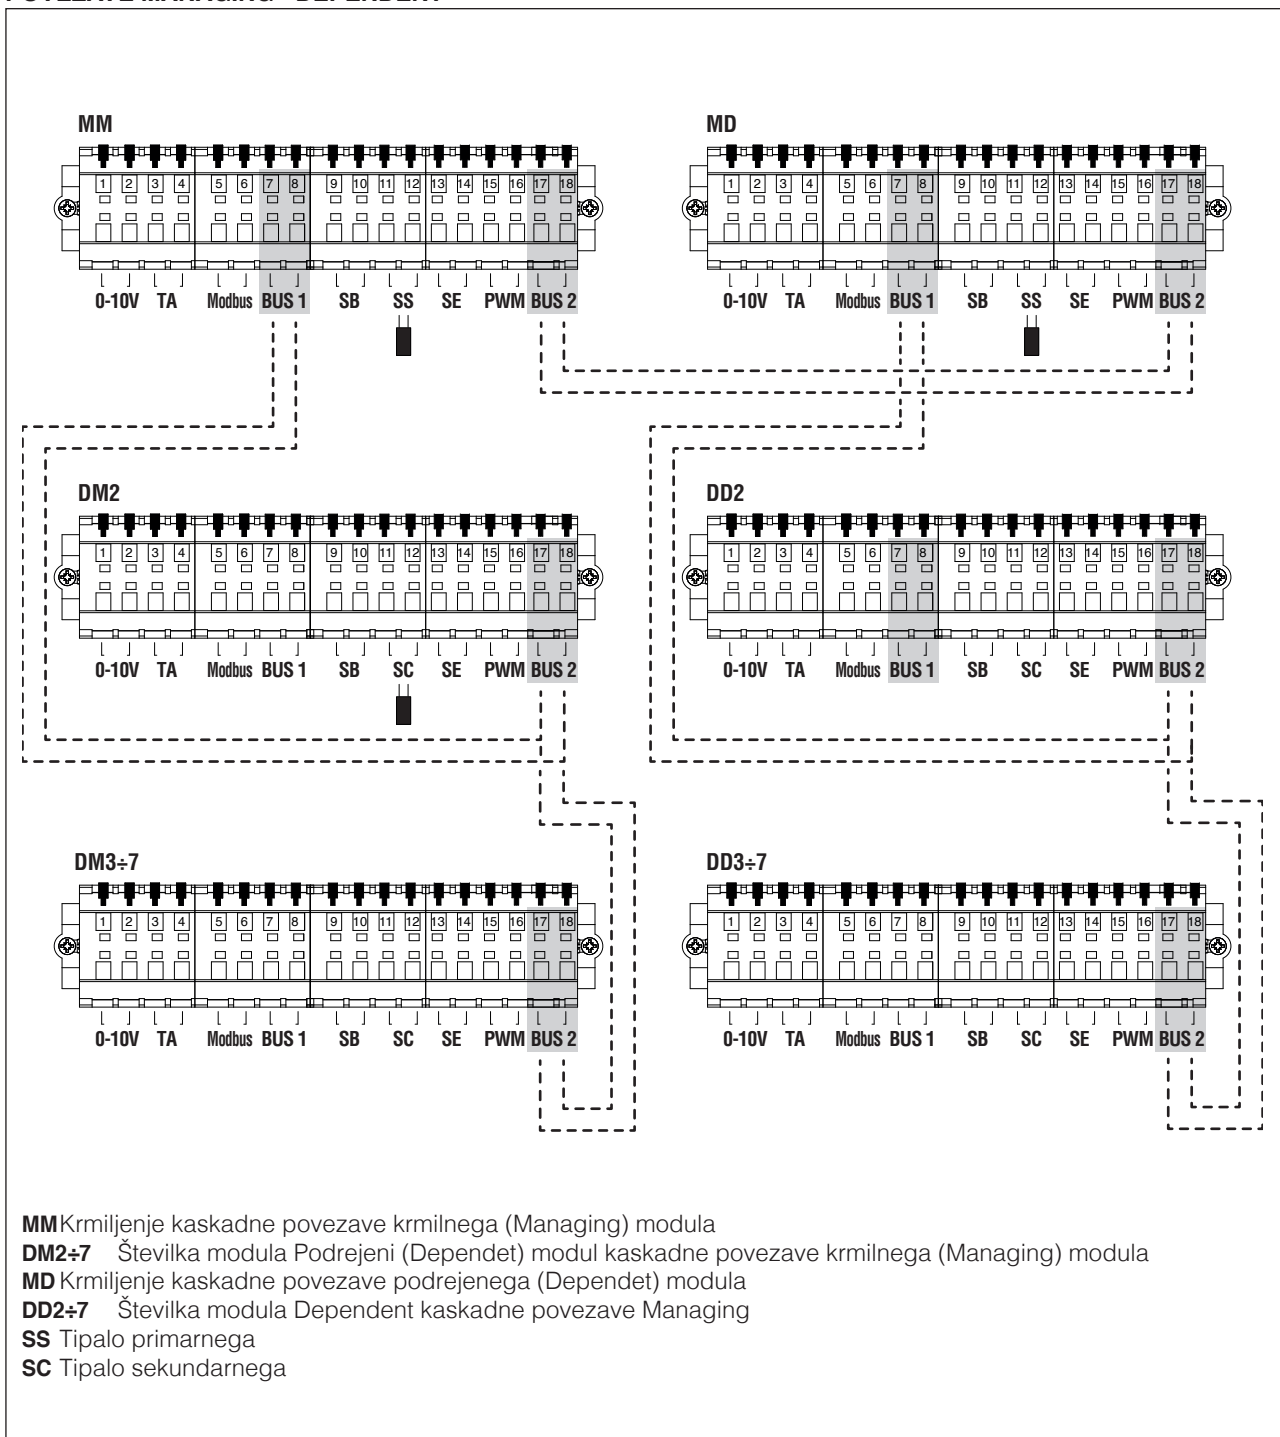 MM MD
1 2 3 4 5 6 7 8 9 10 11 12 13 14 15 16 17 18 1 2 3 4 5 6 7 8 9 10 11 12 13 14 15 16 17 18
0-10V TA Modbus BUS 1 SB SS SE PWM BUS 2 0-10V TA Modbus BUS 1 SB SS SE PWM BUS 2
DM2 DD2
1 2 3 4 5 6 7 8 9 10 11 12 13 14 15 16 17 18 1 2 3 4 5 6 7 8 9 10 11 12 13 14 15 16 17 18
0-10V TA Modbus BUS 1 SB SC SE PWM BUS 2 0-10V TA Modbus BUS 1 SB SC SE PWM BUS 2
DM3÷7 DD3÷7
1 2 3 4 5 6 7 8 9 10 11 12 13 14 15 16 17 18 1 2 3 4 5 6 7 8 9 10 11 12 13 14 15 16 17 18
0-10V TA Modbus BUS 1 SB SC SE PWM BUS 2 0-10V TA Modbus BUS 1 SB SC SE PWM BUS 2
MM Krmiljenje kaskadne povezave krmilnega (Managing) modula
DM2÷7 Številka modula Podrejeni (Dependet) modul kaskadne povezave krmilnega (Managing) modula
MD Krmiljenje kaskadne povezave podrejenega (Dependet) modula
DD2÷7 Številka modula Dependent kaskadne povezave Managing
SS Tipalo primarnega
SC Tipalo sekundarnega